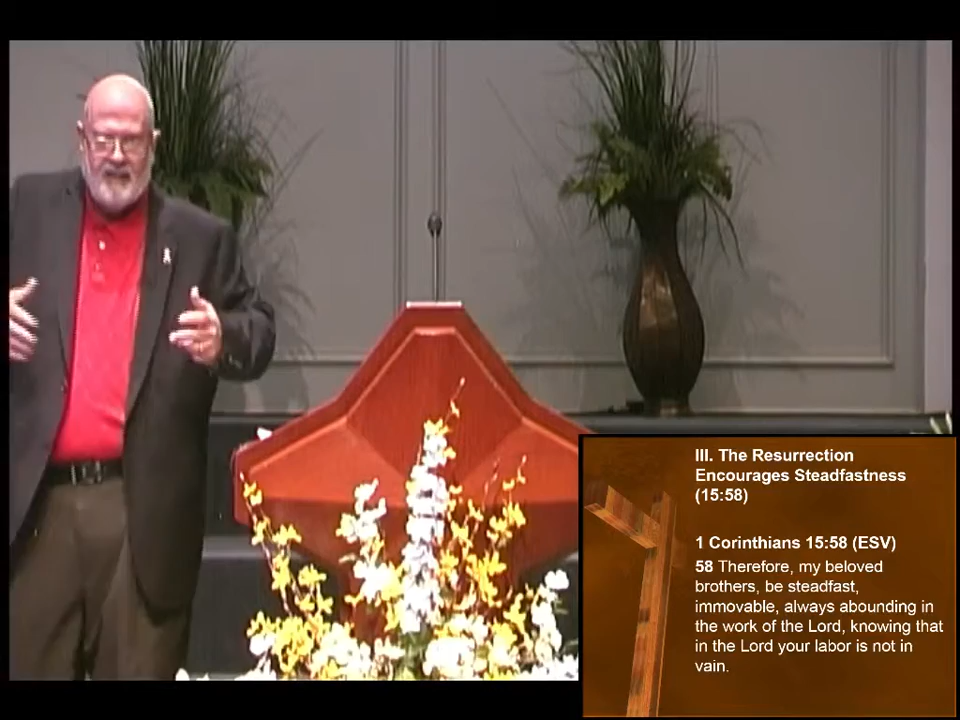 III. The Resurrection
Encourages Steadfastness
(15:58)
1 Corinthians 15:58 (ESV)
58 Therefore, my beloved
brothers, be steadfast,
immovable, always abounding in
the work of the Lord, knowing that
in the Lord your labor is not in
vain.